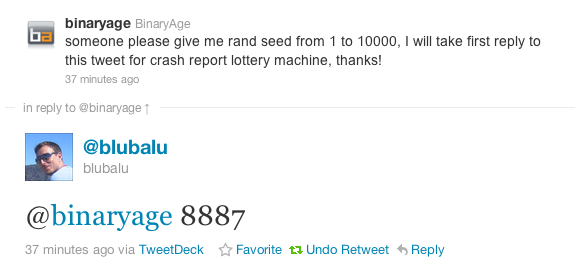 binaryage BinaryAge
someone please give me rand seed from 1 to 10000, I will take first reply to
this tweet for crash report lottery machine, thanks!
37 minutes ago
in reply to @binaryage ↑
@blubalu
blubalu
@binaryage 8887
37 minutes ago via TweetDeck Favorite Undo Retweet Reply
ba